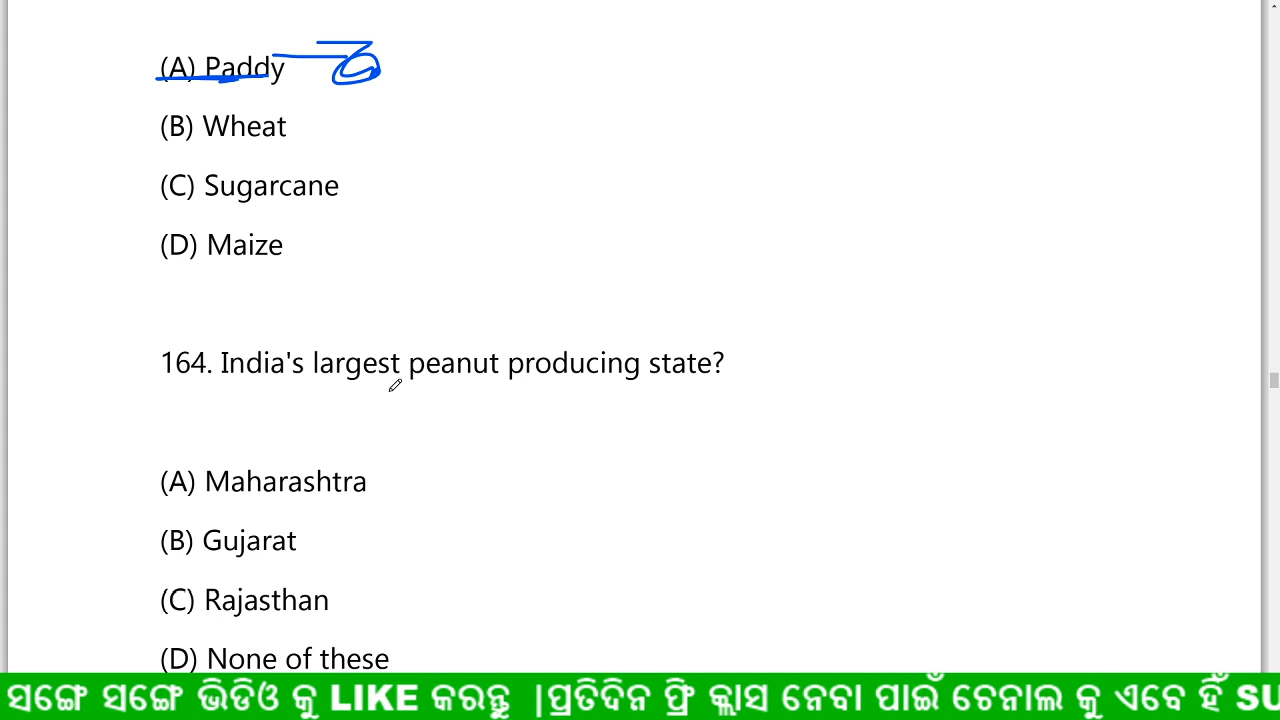 (A) Paddy
(B) Wheat
(C) Sugarcane
(D) Maize
164. India's largest peanut producing state?
(A) Maharashtra
(B) Gujarat
(C) Rajasthan
(D) None of these
ସଙ୍ଗେ ସଙ୍ଗେ ଭିଡିଓ କୁ LIKE କରନ୍ତୁ |ପ୍ରତିଦିନ ଫ୍ରି କ୍ଲାସ ନେବା ପାଇଁ ଚେନାଲ କୁ ଏବେ ହିଁ SU